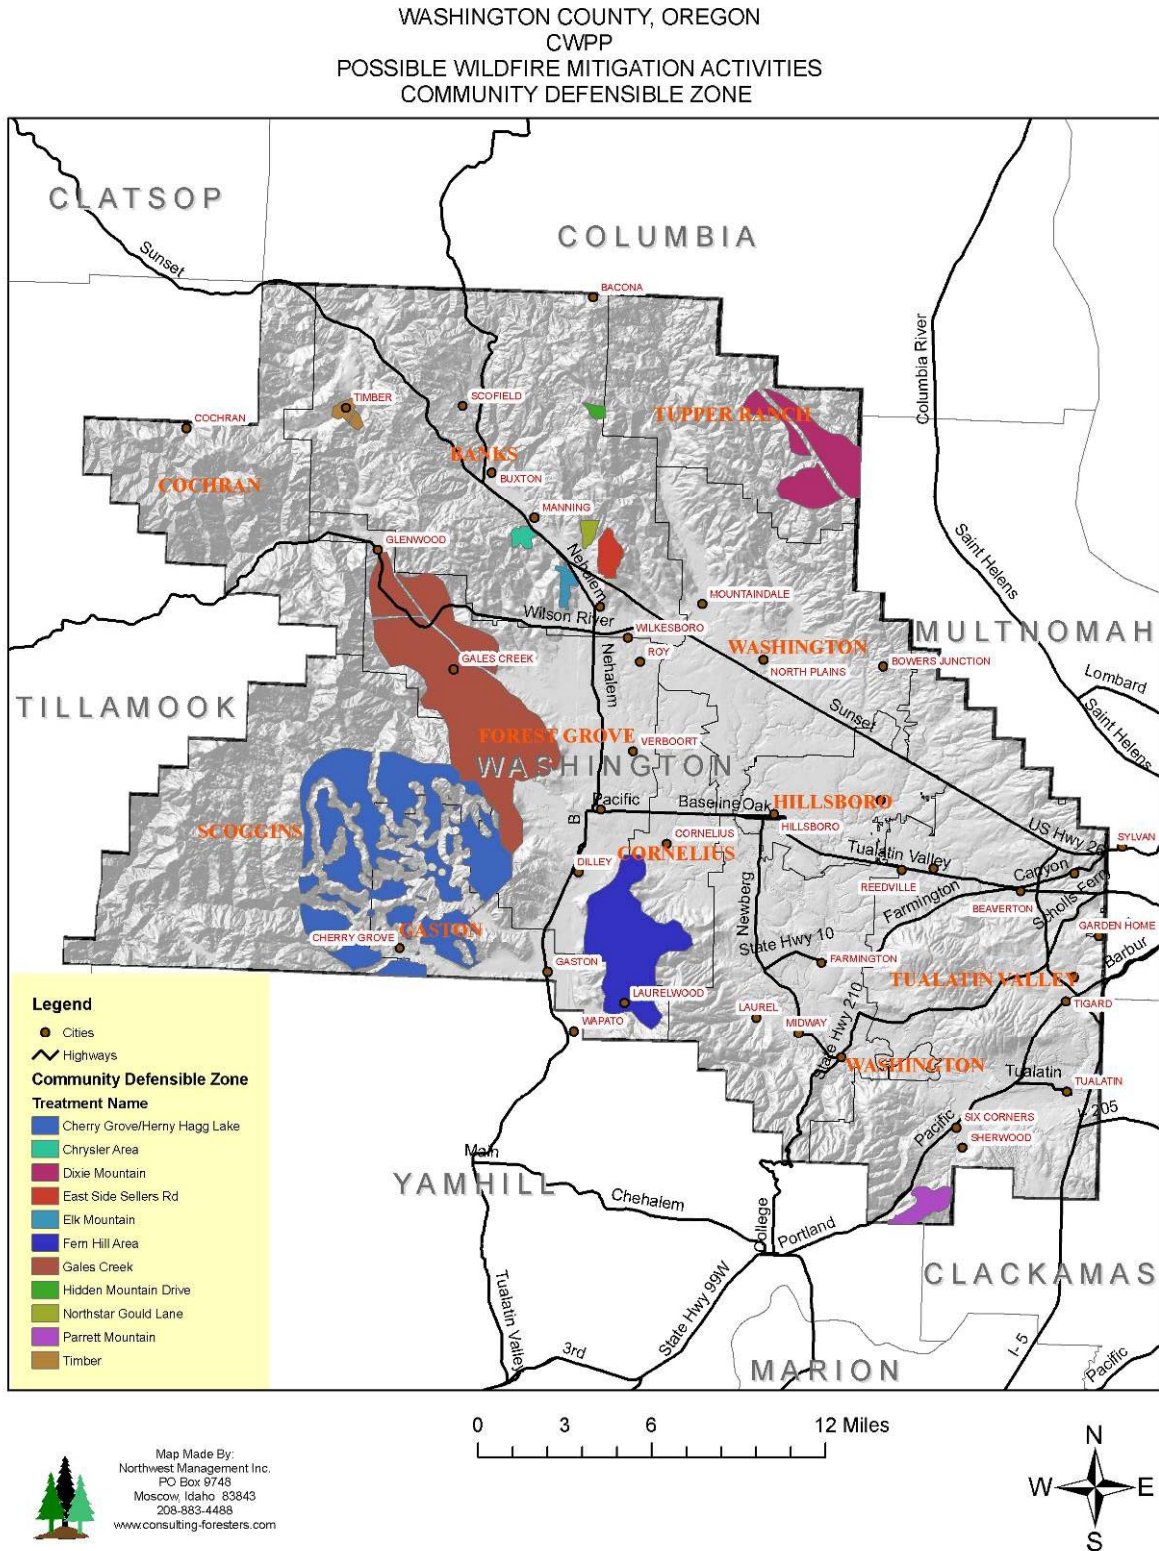 WASHINGTON COUNTY, OREGON
CWPP
POSSIBLE WILDFIRE MITIGATION ACTIVITIES
COMMUNITY DEFENSIBLE ZONE
CLATSOP
COLUMBIA
Sunset
BACONA
Columbia River
TIMBER
SCOFIELD
TUPPER RANCH
COCHRAN
BANKS
BUXTON
COCHRAN
MANNING
GLENWOOD
Saint Helens
Nehalem
MOUNTAINDALE
Wilson River
WILKESBORO
MULTNOMAH
WASHINGTON
ROY
GALES CREEK
NORTH PLAINS
BOWERS JUNCTION
Nehalem
Lombard
TILLAMOOK
Sunset
Saint Helens
FOREST GROVE
VERBOORT
WASHINGTON
Pacific
Baseline
Oak
HILLSBORO
B
HILLSBORO
SCOGGINS
CORNELIUS
CORNELIUS
US Hwy 26
SYLVAN
Tualatin Valley
DILLEY
REEDVILLE
Canyon
Farmington
Scholls Ferry
BEAVERTON
Newberg
GASTON
CHERRY GROVE
State Hwy 10
GARDEN HOME
Barbur
GASTON
FARMINGTON
TUALATIN VALLEY
LAURELWOOD
TIGARD
LAUREL
State Hwy 210
WAPATO
MIDWAY
WASHINGTON
Tualatin
TUALATIN
I- 205
Pacific
SIX CORNERS
SHERWOOD
Main
YAMHILL
Chehalem
College
Portland
CLACKAMAS
Tualatin Valley
State Hwy 99W
3rd
MARION
I- 5
Pacific
Legend
Cities
Highways
Community Defensible Zone
Treatment Name
Cherry Grove/Herny Hagg Lake
Chrysler Area
Dixie Mountain
East Side Sellers Rd
Elk Mountain
Fern Hill Area
Gales Creek
Hidden Mountain Drive
Northstar Gould Lane
Parrett Mountain
Timber
0 3 6 12 Miles
Map Made By:
Northwest Management Inc.
PO Box 9748
Moscow, Idaho 83843
208-883-4488
www.consulting-foresters.com
N
W E
S